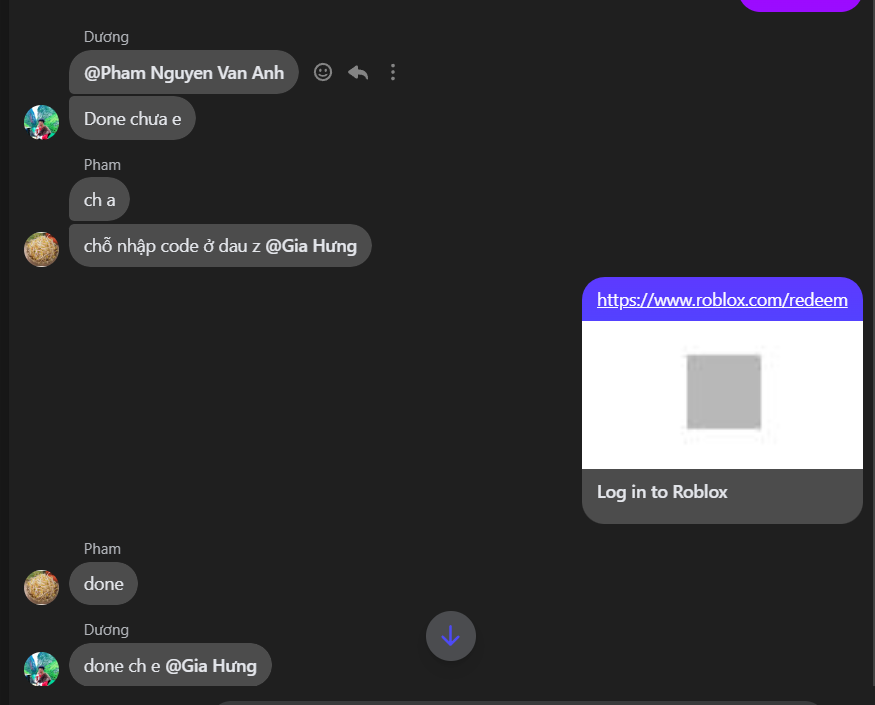 Dương
@Pham Nguyen Van Anh
Done chưa e
Pham
ch a
chỗ nhập code ở dau z @Gia Hưng
https://www.roblox.com/redeem
Log in to Roblox
Pham
done
Dương
done ch e @Gia Hưng